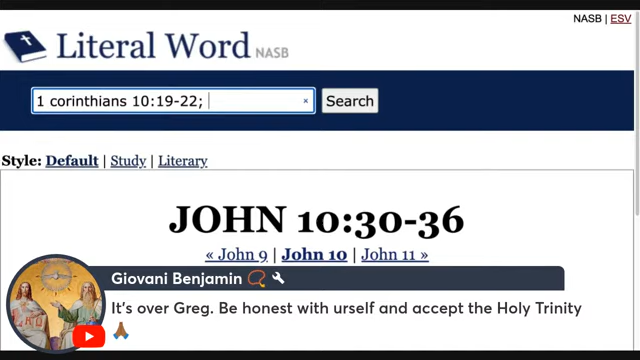 NASB | ESV
Literal Word NASB
1 corinthians 10:19-22; × Search
Style: Default | Study | Literary
JOHN 10:30-36
« John 9 | John 10 | John 11 »
Giovani Benjamin
It's over Greg. Be honest with urself and accept the Holy Trinity